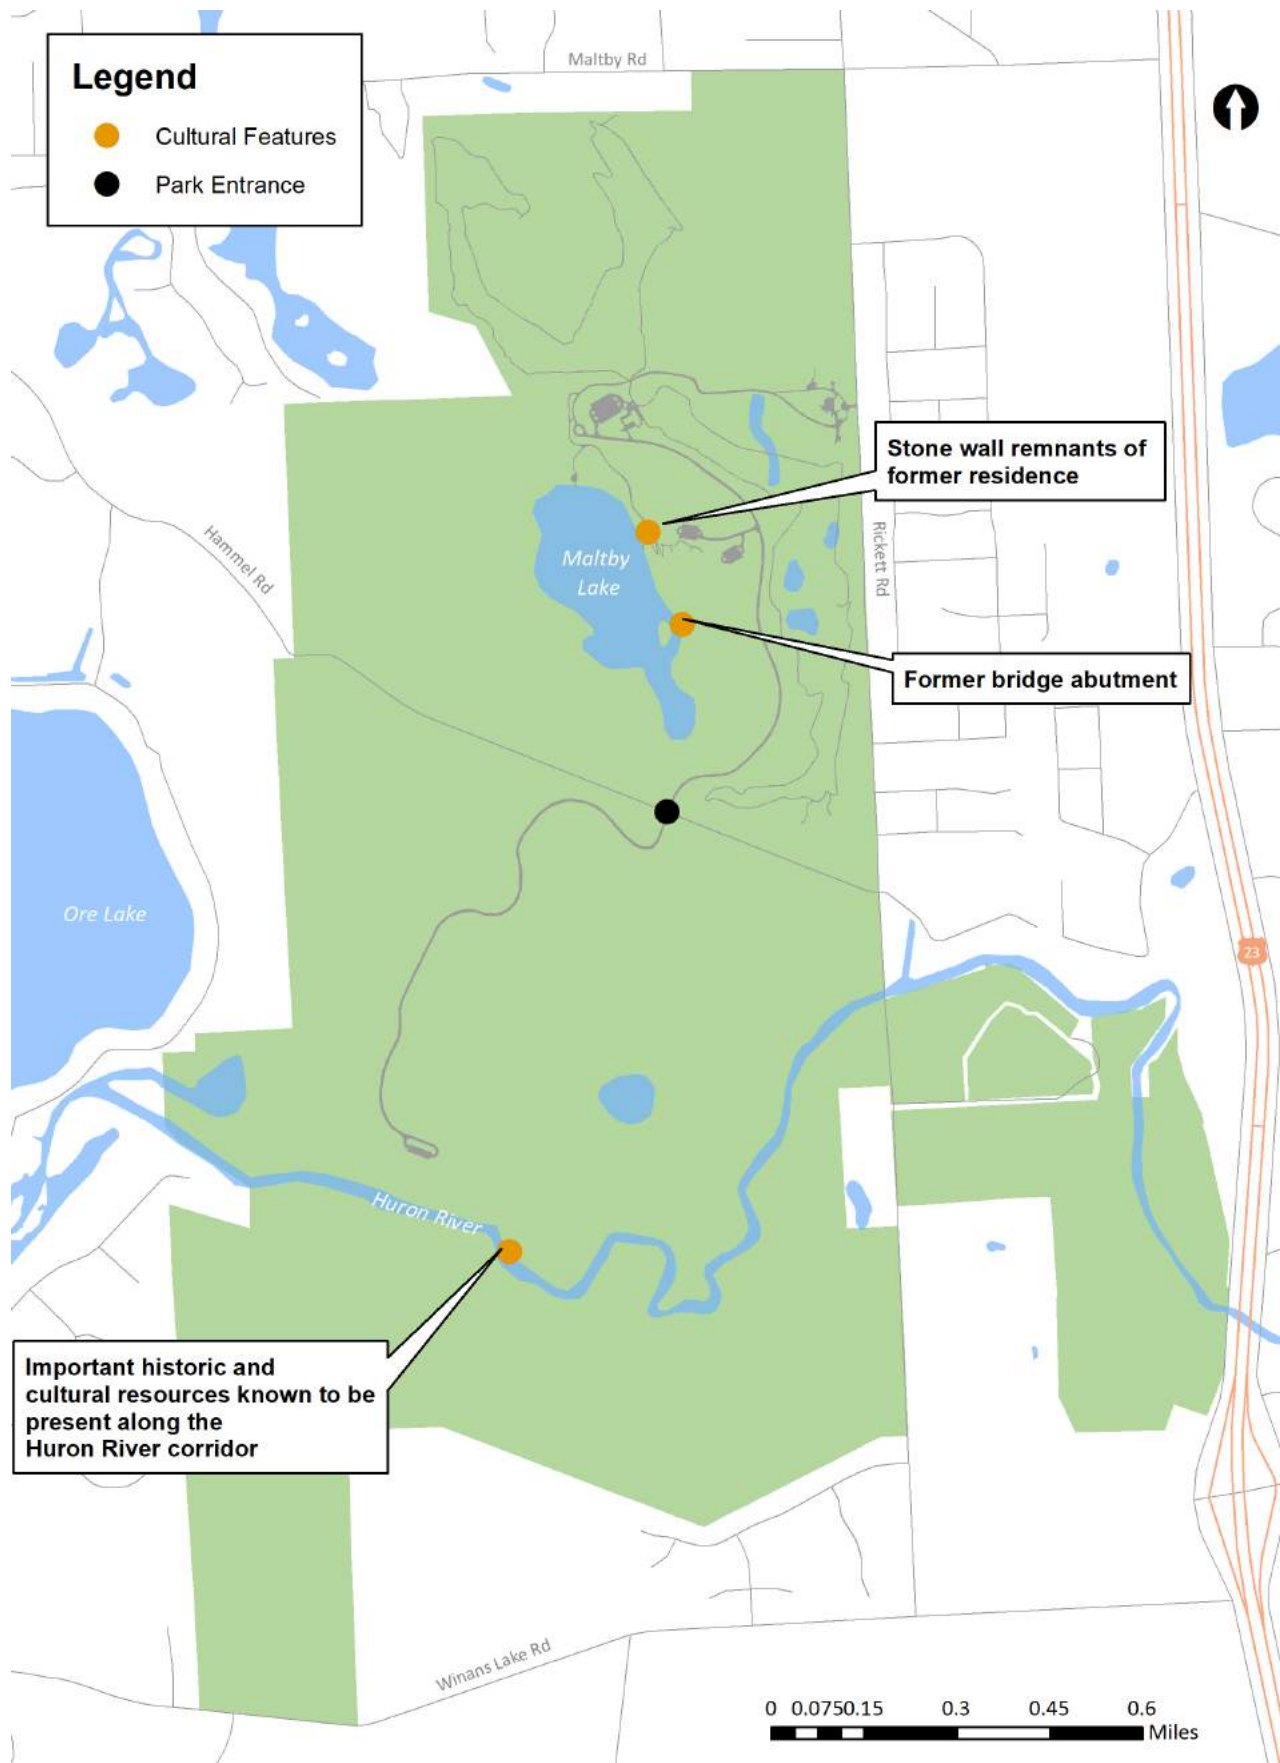 Maltby Rd
Legend
Cultural Features
Park Entrance
Stone wall remnants of
former residence
Hammel Rd
Rickett Rd
Maltby
Lake
Former bridge abutment
Ore Lake
23
Huron River
Important historic and
cultural resources known to be
present along the
Huron River corridor
Winans Lake Rd
0 0.075 0.15 0.3 0.45 0.6
Miles